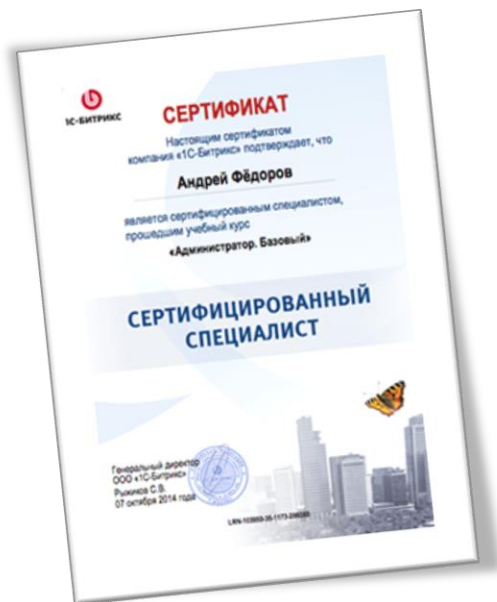 1С-БИТРИКС
СЕРТИФИКАТ
Настоящим сертификатом
компания «1С-Битрикс» подтверждает, что
Андрей Фёдоров
является сертифицированным специалистом,
прошедшим учебный курс
«Администратор. Базовый»
СЕРТИФИЦИРОВАННЫЙ
СПЕЦИАЛИСТ
Генеральный директор
ООО «1С-Битрикс»
Рыжиков С.В.
07 октября 2014 года